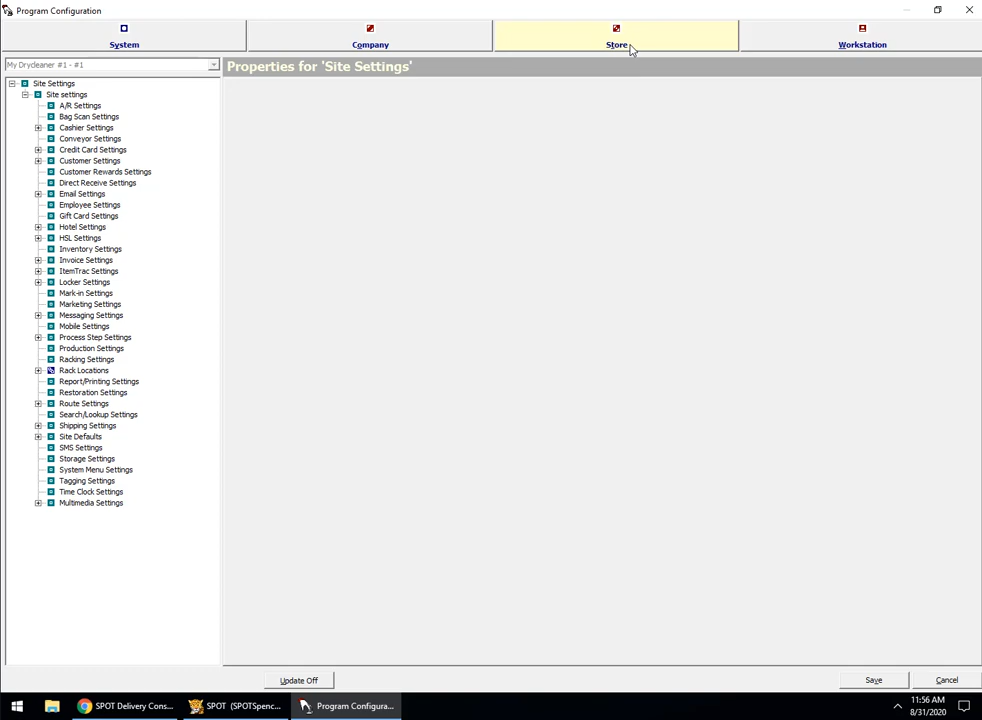 Program Configuration
System
Company
Store
Workstation
My Drycleaner #1 - #1
Properties for 'Site Settings'
Site Settings
Site settings
A/R Settings
Bag Scan Settings
Cashier Settings
Conveyor Settings
Credit Card Settings
Customer Settings
Customer Rewards Settings
Direct Receive Settings
Email Settings
Employee Settings
Gift Card Settings
Hotel Settings
HSL Settings
Inventory Settings
Invoice Settings
ItemTrac Settings
Locker Settings
Mark-in Settings
Marketing Settings
Messaging Settings
Mobile Settings
Process Step Settings
Production Settings
Racking Settings
Rack Locations
Report/Printing Settings
Restoration Settings
Route Settings
Search/Lookup Settings
Shipping Settings
Site Defaults
SMS Settings
Storage Settings
System Menu Settings
Tagging Settings
Time Clock Settings
Multimedia Settings
Update Off
Save
Cancel
SPOT Delivery Cons...
SPOT (SPOTSpenc...
Program Configura...
11:56 AM
8/31/2020